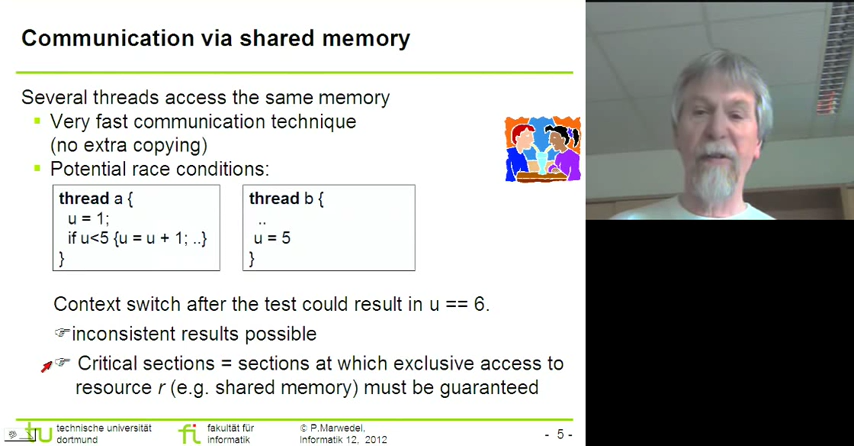 Communication via shared memory
Several threads access the same memory
▪ Very fast communication technique
(no extra copying)
▪ Potential race conditions:
thread a {
u = 1;
if u<5 {u = u + 1; ..}
}
thread b {
..
u = 5
}
Context switch after the test could result in u == 6.
☞inconsistent results possible
☞ Critical sections = sections at which exclusive access to
resource r (e.g. shared memory) must be guaranteed
tu technische universität
dortmund
fi fakultät für
informatik
© P.Marwedel,
Informatik 12, 2012
- 5 -